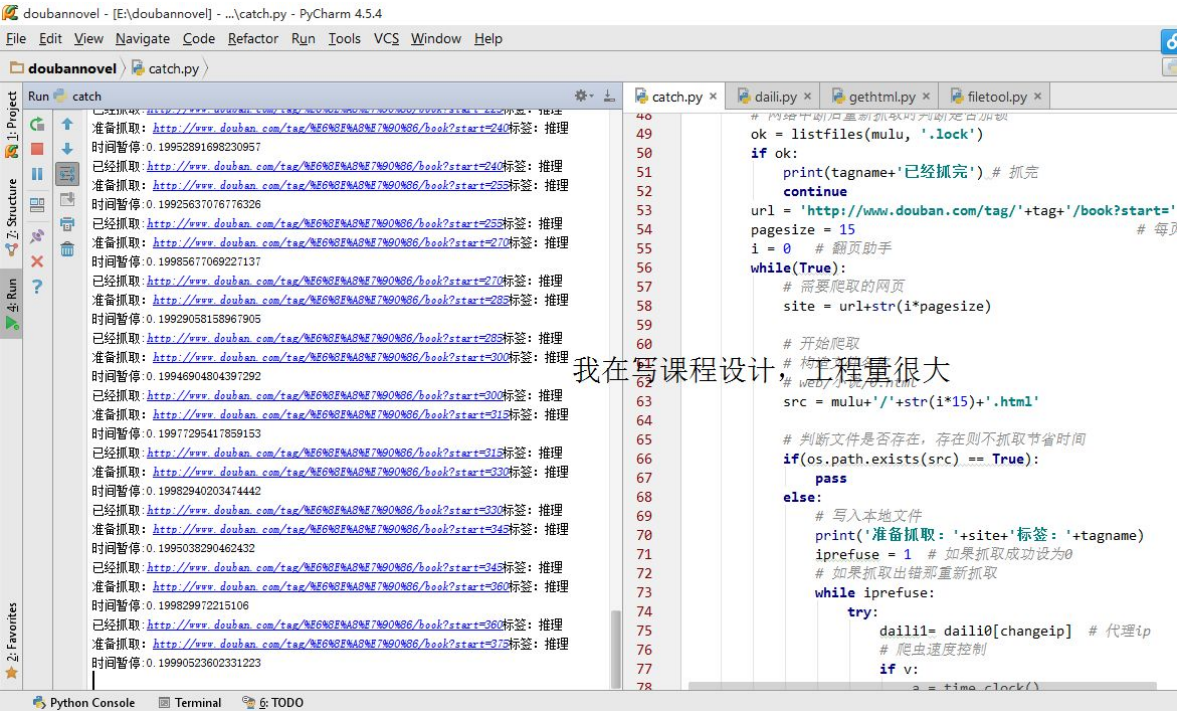 doubannovel - [E:\doubannovel] - ...\catch.py - PyCharm 4.5.4
File Edit View Navigate Code Refactor Run Tools VCS Window Help
doubannovel catch.py
1: Project
Z: Structure
4: Run
2: Favorites
Run catch
准备抓取：http://www.douban.com/tag/%E6%8E%A8%E7%90%86/book?start=240标签：推理
时间暂停:0.19952891698230957
已经抓取:http://www.douban.com/tag/%E6%8E%A8%E7%90%86/book?start=240标签：推理
准备抓取：http://www.douban.com/tag/%E6%8E%A8%E7%90%86/book?start=255标签：推理
时间暂停:0.19925637076776326
已经抓取:http://www.douban.com/tag/%E6%8E%A8%E7%90%86/book?start=255标签：推理
准备抓取：http://www.douban.com/tag/%E6%8E%A8%E7%90%86/book?start=270标签：推理
时间暂停:0.19985677069227137
已经抓取:http://www.douban.com/tag/%E6%8E%A8%E7%90%86/book?start=270标签：推理
准备抓取：http://www.douban.com/tag/%E6%8E%A8%E7%90%86/book?start=285标签：推理
时间暂停:0.19929058158967905
已经抓取:http://www.douban.com/tag/%E6%8E%A8%E7%90%86/book?start=285标签：推理
准备抓取：http://www.douban.com/tag/%E6%8E%A8%E7%90%86/book?start=300标签：推理
时间暂停:0.19946904804397292
已经抓取:http://www.douban.com/tag/%E6%8E%A8%E7%90%86/book?start=300标签：推理
准备抓取：http://www.douban.com/tag/%E6%8E%A8%E7%90%86/book?start=315标签：推理
时间暂停:0.19977295417859153
已经抓取:http://www.douban.com/tag/%E6%8E%A8%E7%90%86/book?start=315标签：推理
准备抓取：http://www.douban.com/tag/%E6%8E%A8%E7%90%86/book?start=330标签：推理
时间暂停:0.19982940203474442
已经抓取:http://www.douban.com/tag/%E6%8E%A8%E7%90%86/book?start=330标签：推理
准备抓取：http://www.douban.com/tag/%E6%8E%A8%E7%90%86/book?start=345标签：推理
时间暂停:0.1995038290462432
已经抓取:http://www.douban.com/tag/%E6%8E%A8%E7%90%86/book?start=345标签：推理
准备抓取：http://www.douban.com/tag/%E6%8E%A8%E7%90%86/book?start=360标签：推理
时间暂停:0.199829972215106
已经抓取:http://www.douban.com/tag/%E6%8E%A8%E7%90%86/book?start=360标签：推理
准备抓取：http://www.douban.com/tag/%E6%8E%A8%E7%90%86/book?start=375标签：推理
时间暂停:0.19990523602331223
catch.py daili.py gethtml.py filetool.py
48 # 网络中断后重新抓取时判断是否加锁
49 ok = listfiles(mulu, '.lock')
50 if ok:
51 print(tagname+'已经抓完') # 抓完
52 continue
53 url = 'http://www.douban.com/tag/'+tag+'/book?start='
54 pagesize = 15 # 每页
55 i = 0 # 翻页助手
56 while(True):
57 # 需要爬取的网页
58 site = url+str(i*pagesize)
59
60 # 开始爬取
我在写课程设计，工程量很大
62 # web/小说/0.html
63 src = mulu+'/'+str(i*15)+'.html'
64
65 # 判断文件是否存在，存在则不抓取节省时间
66 if(os.path.exists(src) == True):
67 pass
68 else:
69 # 写入本地文件
70 print('准备抓取：'+site+'标签：'+tagname)
71 iprefuse = 1 # 如果抓取成功设为0
72 # 如果抓取出错那重新抓取
73 while iprefuse:
74 try:
75 daili1= daili0[changeip] # 代理ip
76 # 爬虫速度控制
77 if v:
78 a = time.clock()
Python Console Terminal 6: TODO